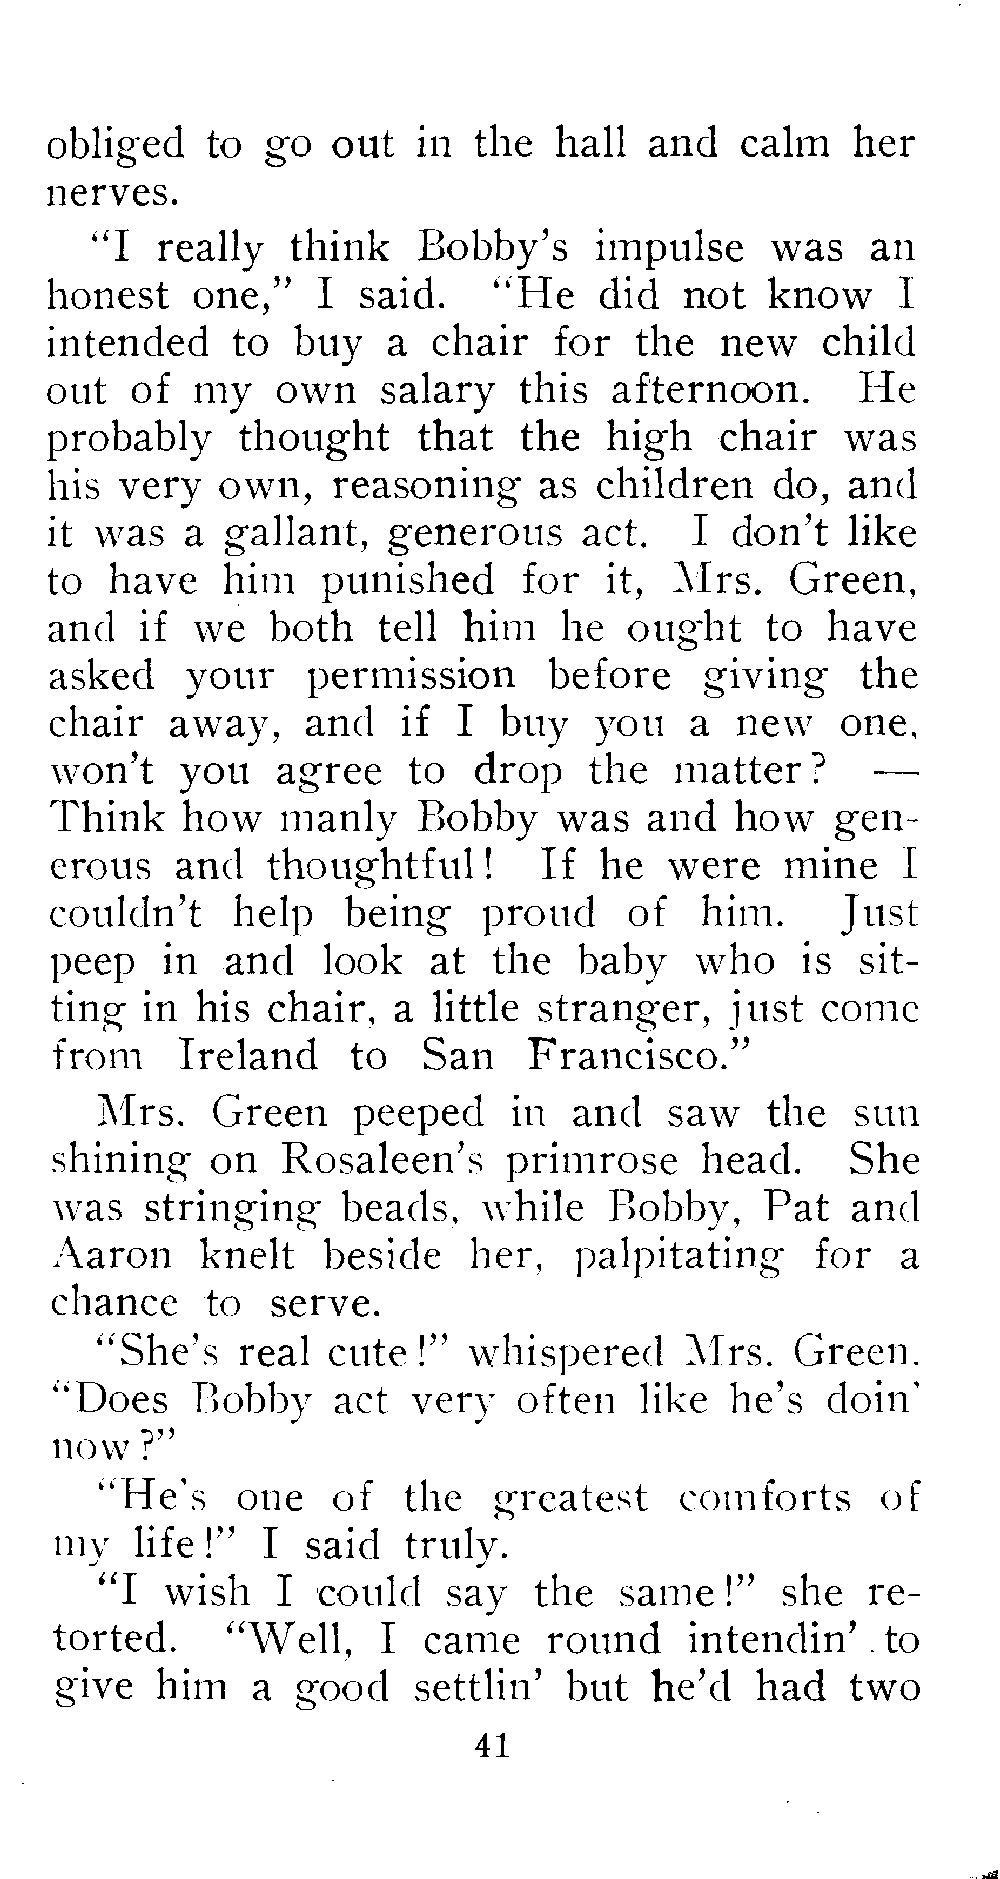 obliged to go out in the hall and calm her
nerves.
"I really think Bobby's impulse was an
honest one," I said. "He did not know I
intended to buy a chair for the new child
out of my own salary this afternoon. He
probably thought that the high chair was
his very own, reasoning as children do, and
it was a gallant, generous act. I don't like
to have him punished for it, Mrs. Green,
and if we both tell him he ought to have
asked your permission before giving the
chair away, and if I buy you a new one,
won't you agree to drop the matter? —
Think how manly Bobby was and how gen-
erous and thoughtful! If he were mine I
couldn't help being proud of him. Just
peep in and look at the baby who is sit-
ting in his chair, a little stranger, just come
from Ireland to San Francisco."
Mrs. Green peeped in and saw the sun
shining on Rosaleen's primrose head. She
was stringing beads, while Bobby, Pat and
Aaron knelt beside her, palpitating for a
chance to serve.
"She's real cute!" whispered Mrs. Green.
"Does Bobby act very often like he's doin'
now?"
"He's one of the greatest comforts of
my life!" I said truly.
"I wish I could say the same!" she re-
torted. "Well, I came round intendin' to
give him a good settlin' but he'd had two
41